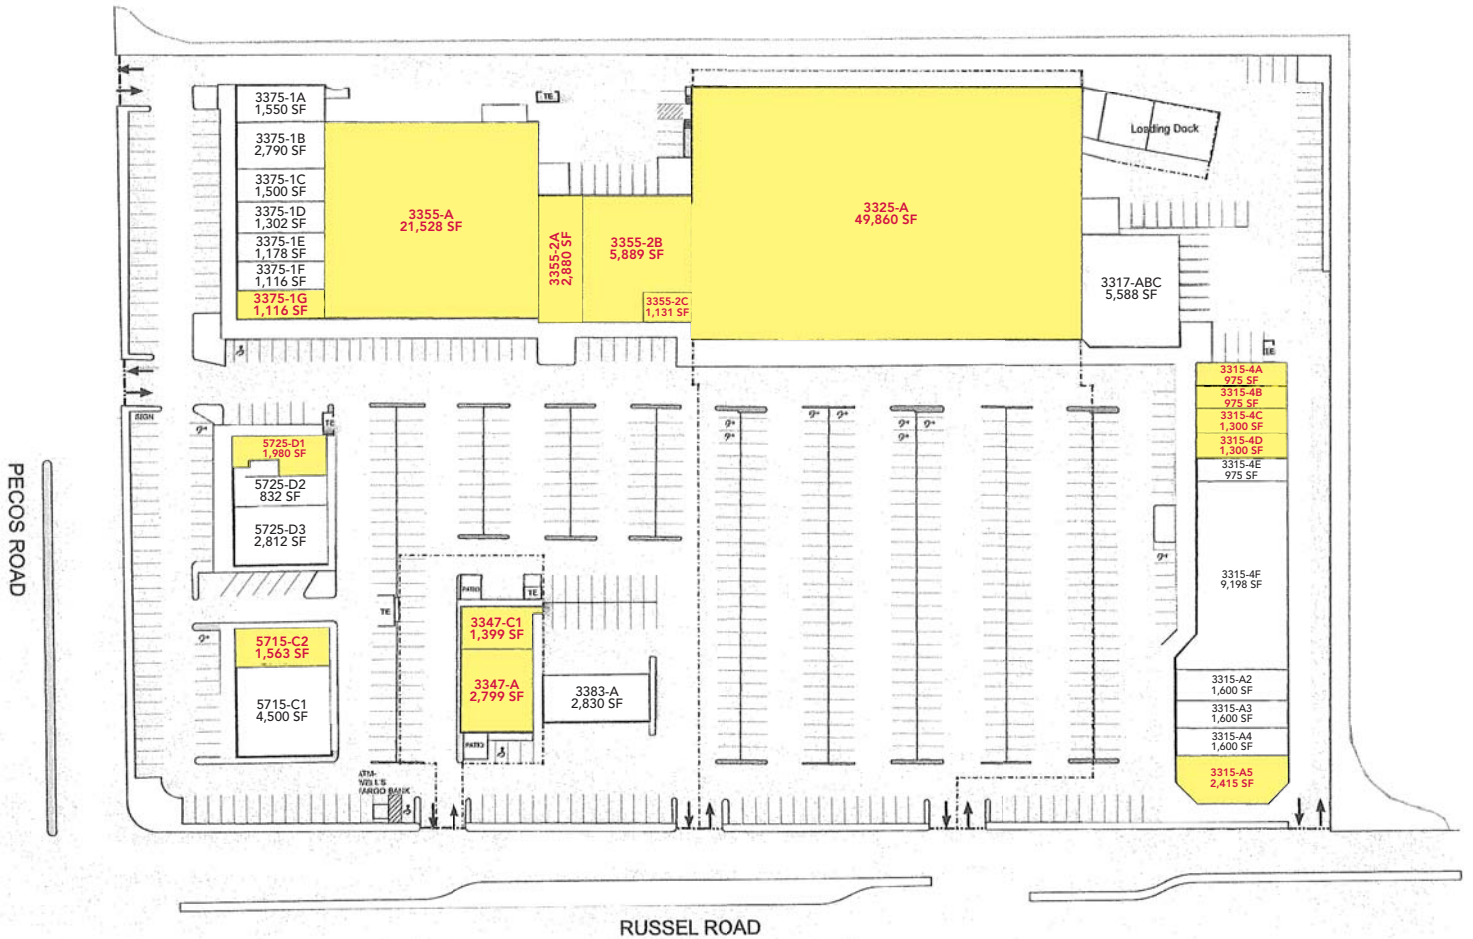 3375-1A
1,550 SF
3375-1B
2,790 SF
3375-1C
1,500 SF
3375-1D
1,302 SF
3375-1E
1,178 SF
3375-1F
1,116 SF
3375-1G
1,116 SF
3355-A
21,528 SF
TE
3355-2A
2,880 SF
3355-2B
5,889 SF
3355-2C
1,131 SF
3325-A
49,860 SF
Loading Dock
3317-ABC
5,588 SF
TE
3315-4A
975 SF
3315-4B
975 SF
3315-4C
1,300 SF
3315-4D
1,300 SF
3315-4E
975 SF
3315-4F
9,198 SF
3315-A2
1,600 SF
3315-A3
1,600 SF
3315-A4
1,600 SF
3315-A5
2,415 SF
SIGN
TE
5725-D1
1,980 SF
5725-D2
832 SF
5725-D3
2,812 SF
5715-C2
1,563 SF
5715-C1
4,500 SF
TE
PATIO
TE
3347-C1
1,399 SF
3347-A
2,799 SF
PATIO
3383-A
2,830 SF
ATM-
WELLS
FARGO BANK
PECOS ROAD
RUSSEL ROAD